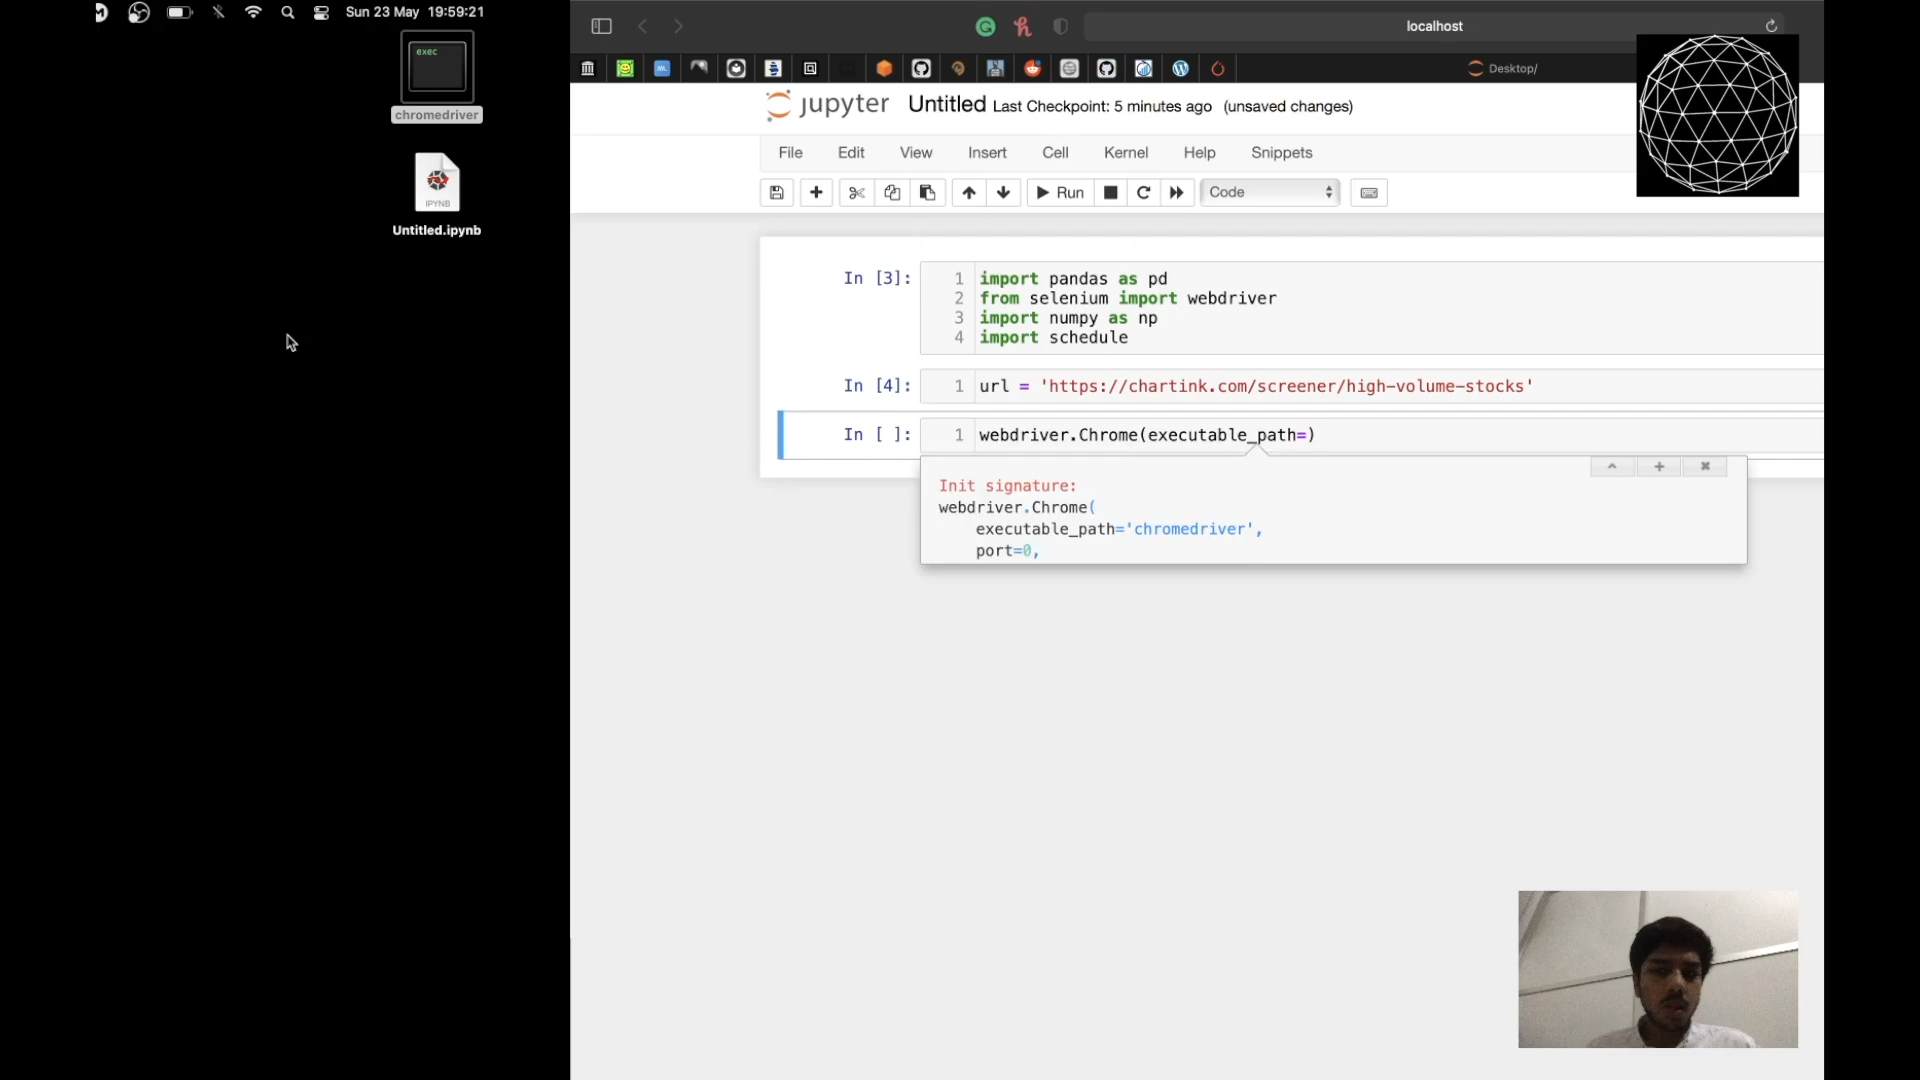 Sun 23 May 19:59:21
exec
chromedriver
IPYNB
Untitled.ipynb
localhost
Desktop/
jupyter Untitled Last Checkpoint: 5 minutes ago (unsaved changes)
File Edit View Insert Cell Kernel Help Snippets
Run Code
In [3]:
1 import pandas as pd
2 from selenium import webdriver
3 import numpy as np
4 import schedule
In [4]: 1 url = 'https://chartink.com/screener/high-volume-stocks'
In [ ]: 1 webdriver.Chrome(executable_path=)
Init signature:
webdriver.Chrome(
executable_path='chromedriver',
port=0,